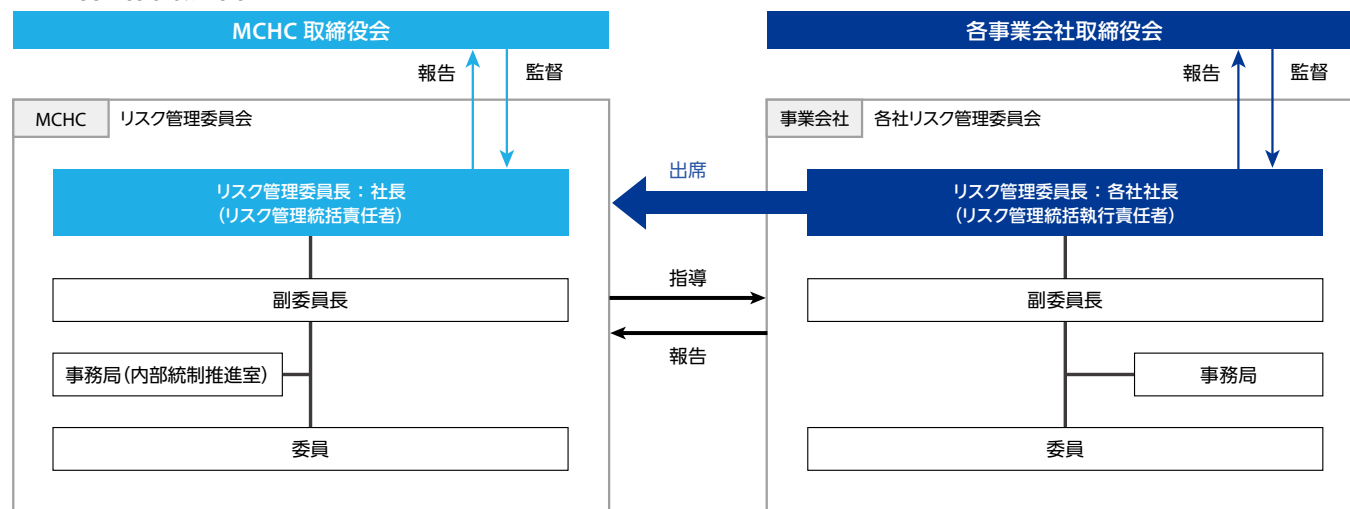 MCHC 取締役会
各事業会社取締役会
報告
監督
報告
監督
MCHC
リスク管理委員会
事業会社
各社リスク管理委員会
リスク管理委員長：社長
（リスク管理統括責任者）
出席
リスク管理委員長：各社社長
（リスク管理統括執行責任者）
副委員長
指導
副委員長
報告
事務局（内部統制推進室）
事務局
委員
委員